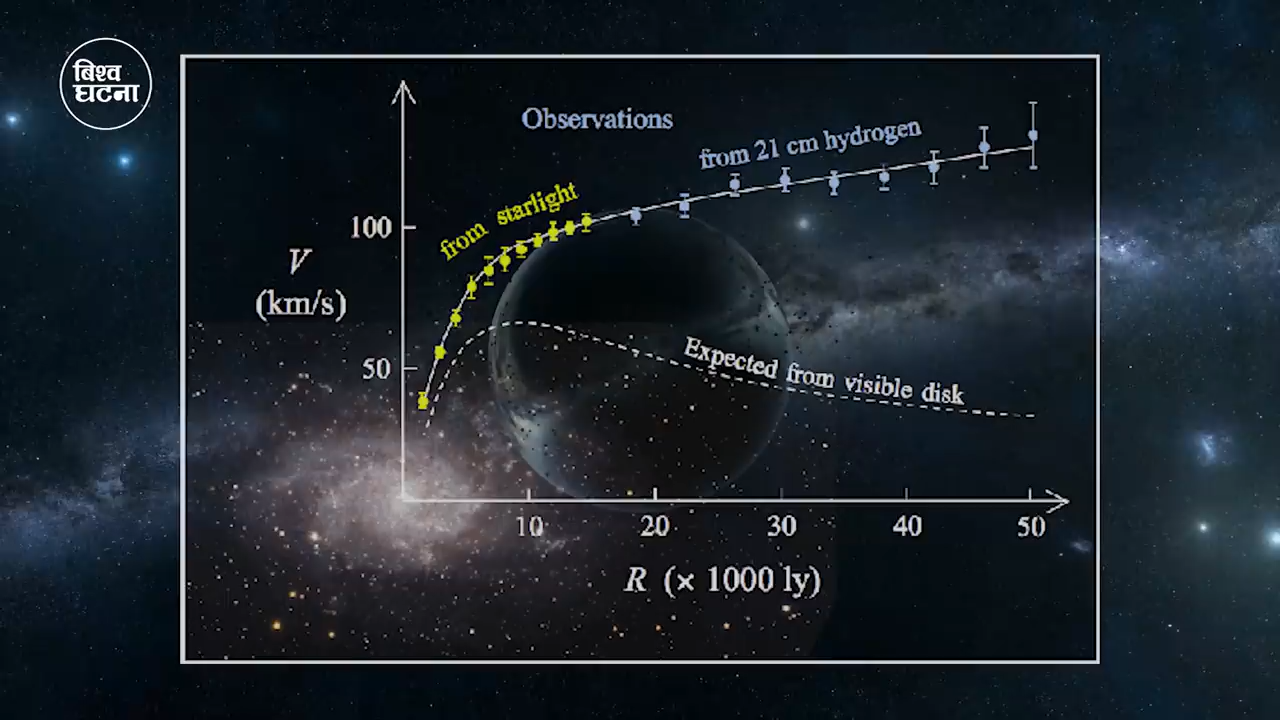 बिश्व
घटना
Observations
from 21 cm hydrogen
from starlight
100
V
(km/s)
50
Expected from visible disk
10 20 30 40 50
R (× 1000 ly)